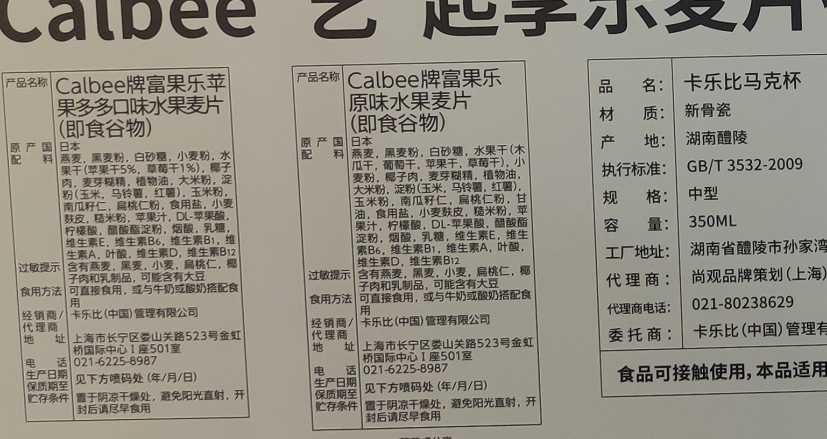 Calbee 艺 起享乐麦片
产品名称 Calbee牌富果乐苹
果多多口味水果麦片
(即食谷物)
原产国 日本
配料 燕麦，黑麦粉，白砂糖，小麦粉，水
果干(苹果干5%，草莓干1%)，椰子
肉，麦芽糊精，植物油，大米粉，淀
粉(玉米，马铃薯，红薯)，玉米粉，
南瓜籽仁，扁桃仁粉，食用盐，小麦
麸皮，糙米粉，苹果汁，DL-苹果酸，
柠檬酸，醋酸酯淀粉，烟酸，乳糖，
维生素E，维生素B6，维生素B1，维
生素A，叶酸，维生素D，维生素B12
过敏提示 含有燕麦，黑麦，小麦，扁桃仁，椰
子肉和乳制品，可能含有大豆
食用方法 可直接食用，或与牛奶或酸奶搭配食
用
经销商/ 卡乐比(中国)管理有限公司
代理商
地址 上海市长宁区娄山关路523号金虹
桥国际中心Ⅰ座501室
电话 021-6225-8987
生产日期 见下方喷码处 (年/月/日)
保质期至
贮存条件 置于阴凉干燥处，避免阳光直射，开
封后请尽早食用
产品名称 Calbee牌富果乐
原味水果麦片
(即食谷物)
原产国 日本
配料 燕麦，黑麦粉，白砂糖，水果干(木
瓜干，葡萄干，苹果干，草莓干)，小
麦粉，椰子肉，麦芽糊精，植物油，
大米粉，淀粉(玉米，马铃薯，红薯)，
玉米粉，南瓜籽仁，扁桃仁粉，甘
油，食用盐，小麦麸皮，糙米粉，苹
果汁，柠檬酸，DL-苹果酸，醋酸酯
淀粉，烟酸，乳糖，维生素E，维生
素B6，维生素B1，维生素A，叶酸，
维生素D，维生素B12
过敏提示 含有燕麦，黑麦，小麦，扁桃仁，椰
子肉和乳制品，可能含有大豆
食用方法 可直接食用，或与牛奶或酸奶搭配食
用
经销商/ 卡乐比(中国)管理有限公司
代理商
地址 上海市长宁区娄山关路523号金虹
桥国际中心Ⅰ座501室
电话 021-6225-8987
生产日期 见下方喷码处 (年/月/日)
保质期至
贮存条件 置于阴凉干燥处，避免阳光直射，开
封后请尽早食用
品名： 卡乐比马克杯
材质： 新骨瓷
产地： 湖南醴陵
执行标准： GB/T 3532-2009
规格： 中型
容量： 350ML
工厂地址： 湖南省醴陵市孙家湾
代理商： 尚观品牌策划(上海)
代理商电话： 021-80238629
委托商： 卡乐比(中国)管理有
食品可接触使用，本品适用